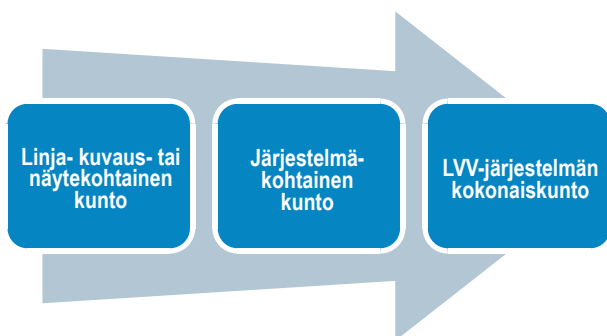 Linja- kuvaus- tai
näytekohtainen
kunto
Järjestelmä-
kohtainen
kunto
LVV-järjestelmän
kokonaiskunto